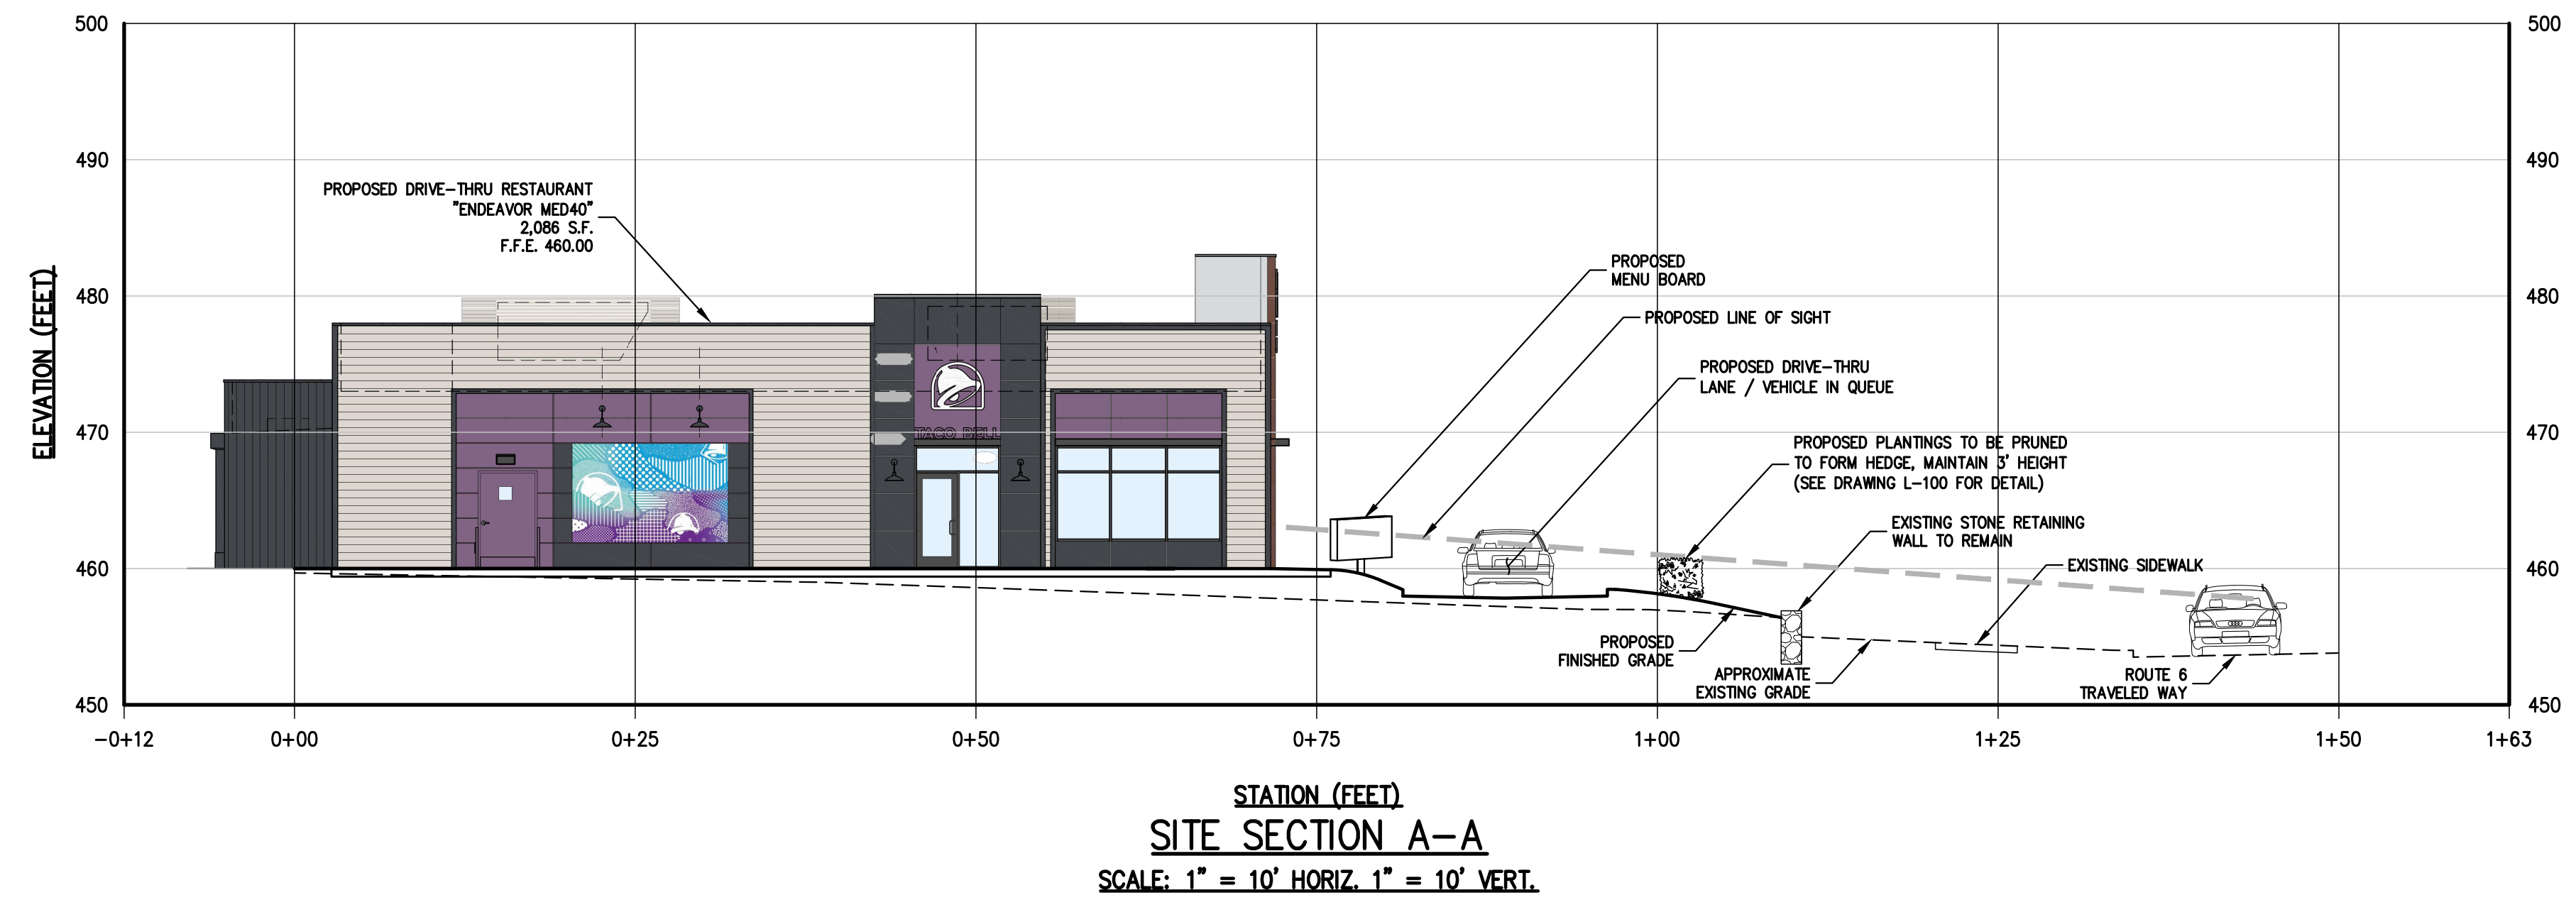 500
500
490
490
PROPOSED DRIVE-THRU RESTAURANT
"ENDEAVOR MED40"
2,086 S.F.
F.F.E. 460.00
PROPOSED
MENU BOARD
ELEVATION (FEET)
480
480
PROPOSED LINE OF SIGHT
PROPOSED DRIVE-THRU
LANE / VEHICLE IN QUEUE
TACO BELL
470
470
PROPOSED PLANTINGS TO BE PRUNED
TO FORM HEDGE, MAINTAIN 3' HEIGHT
(SEE DRAWING L-100 FOR DETAIL)
EXISTING STONE RETAINING
WALL TO REMAIN
EXISTING SIDEWALK
460
460
PROPOSED
FINISHED GRADE
APPROXIMATE
EXISTING GRADE
ROUTE 6
TRAVELED WAY
450
450
-0+12
0+00
0+25
0+50
0+75
1+00
1+25
1+50
1+63
STATION (FEET)
SITE SECTION A-A
SCALE: 1" = 10' HORIZ. 1" = 10' VERT.